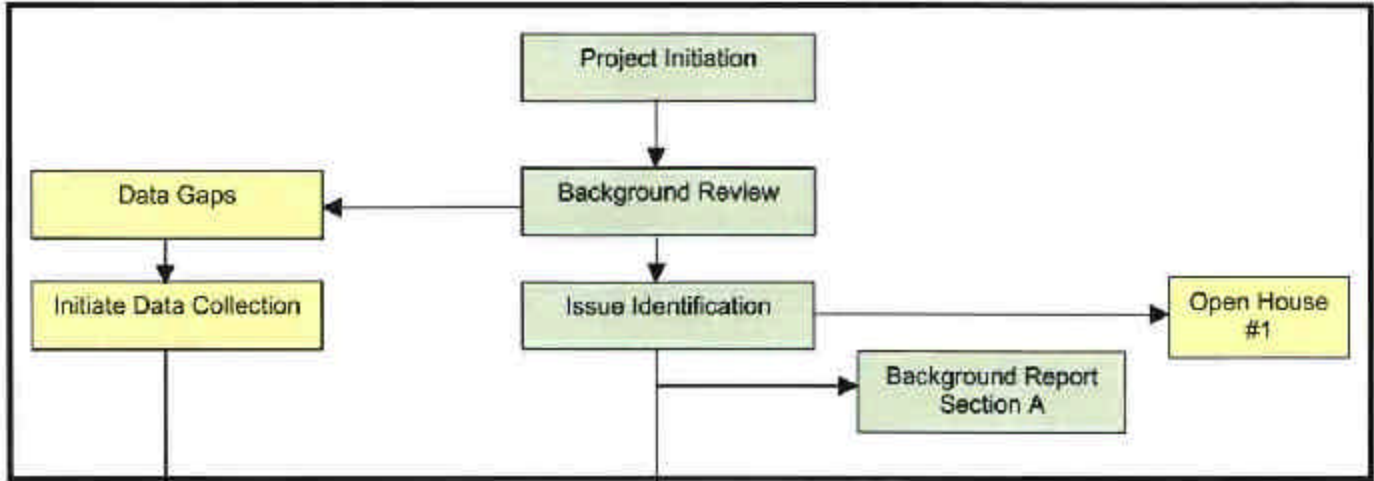 Project Initiation
Data Gaps
Background Review
Initiate Data Collection
Issue Identification
Open House
#1
Background Report
Section A